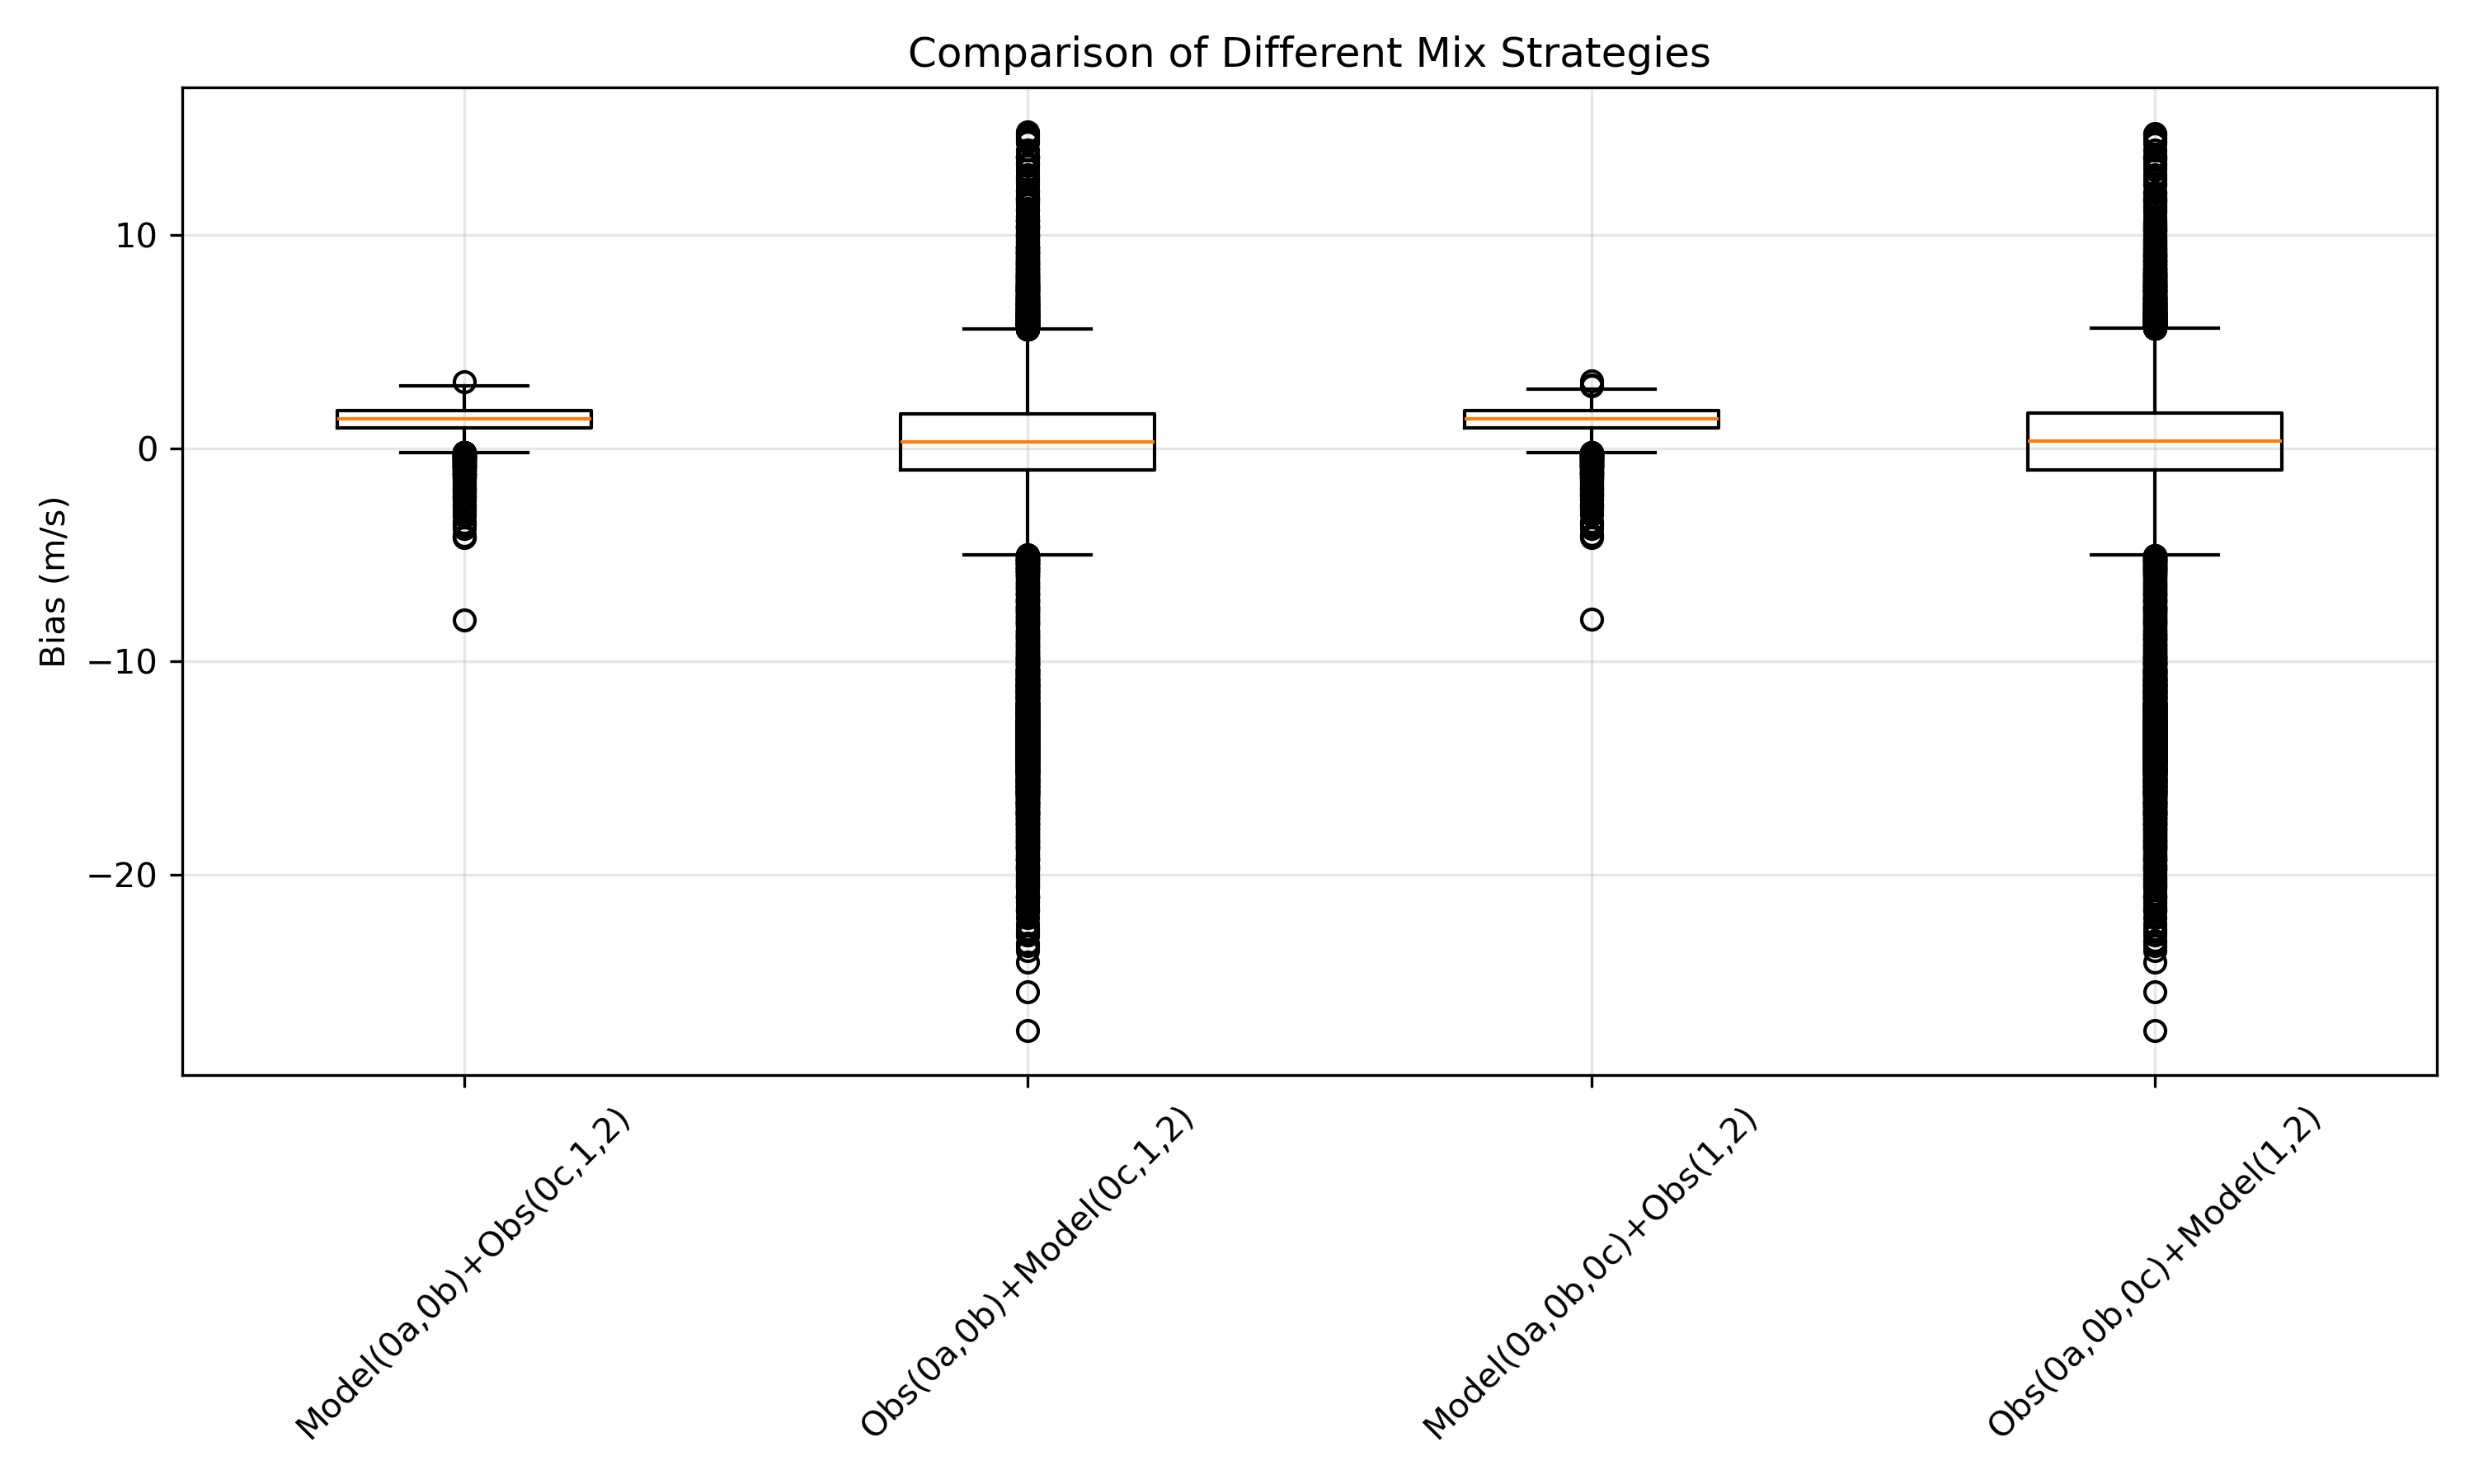 Comparison of Different Mix Strategies
Bias (m/s)
10
0
−10
−20
Model(0a,0b)+Obs(0c,1,2)
Obs(0a,0b)+Model(0c,1,2)
Model(0a,0b,0c)+Obs(1,2)
Obs(0a,0b,0c)+Model(1,2)